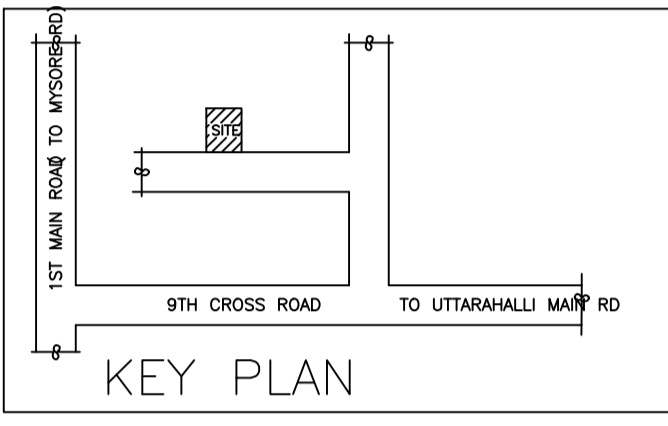 1ST MAIN ROAD( TO MYSORE RD)
SITE
9TH CROSS ROAD
TO UTTARAHALLI MAIN RD
KEY PLAN